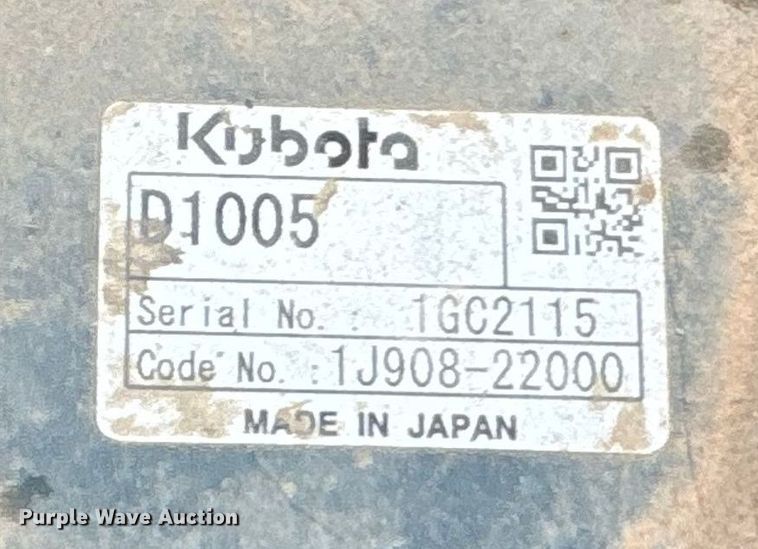 Kubota
D1005
Serial No. : 1GC2115
Code No. : 1J908-22000
MADE IN JAPAN
Purple Wave Auction